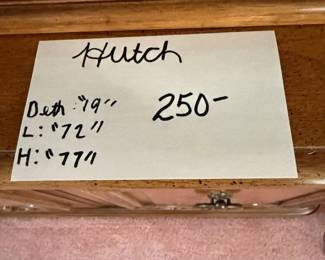 Hutch
Deth: "19" 250-
L: "72"
H: "77"